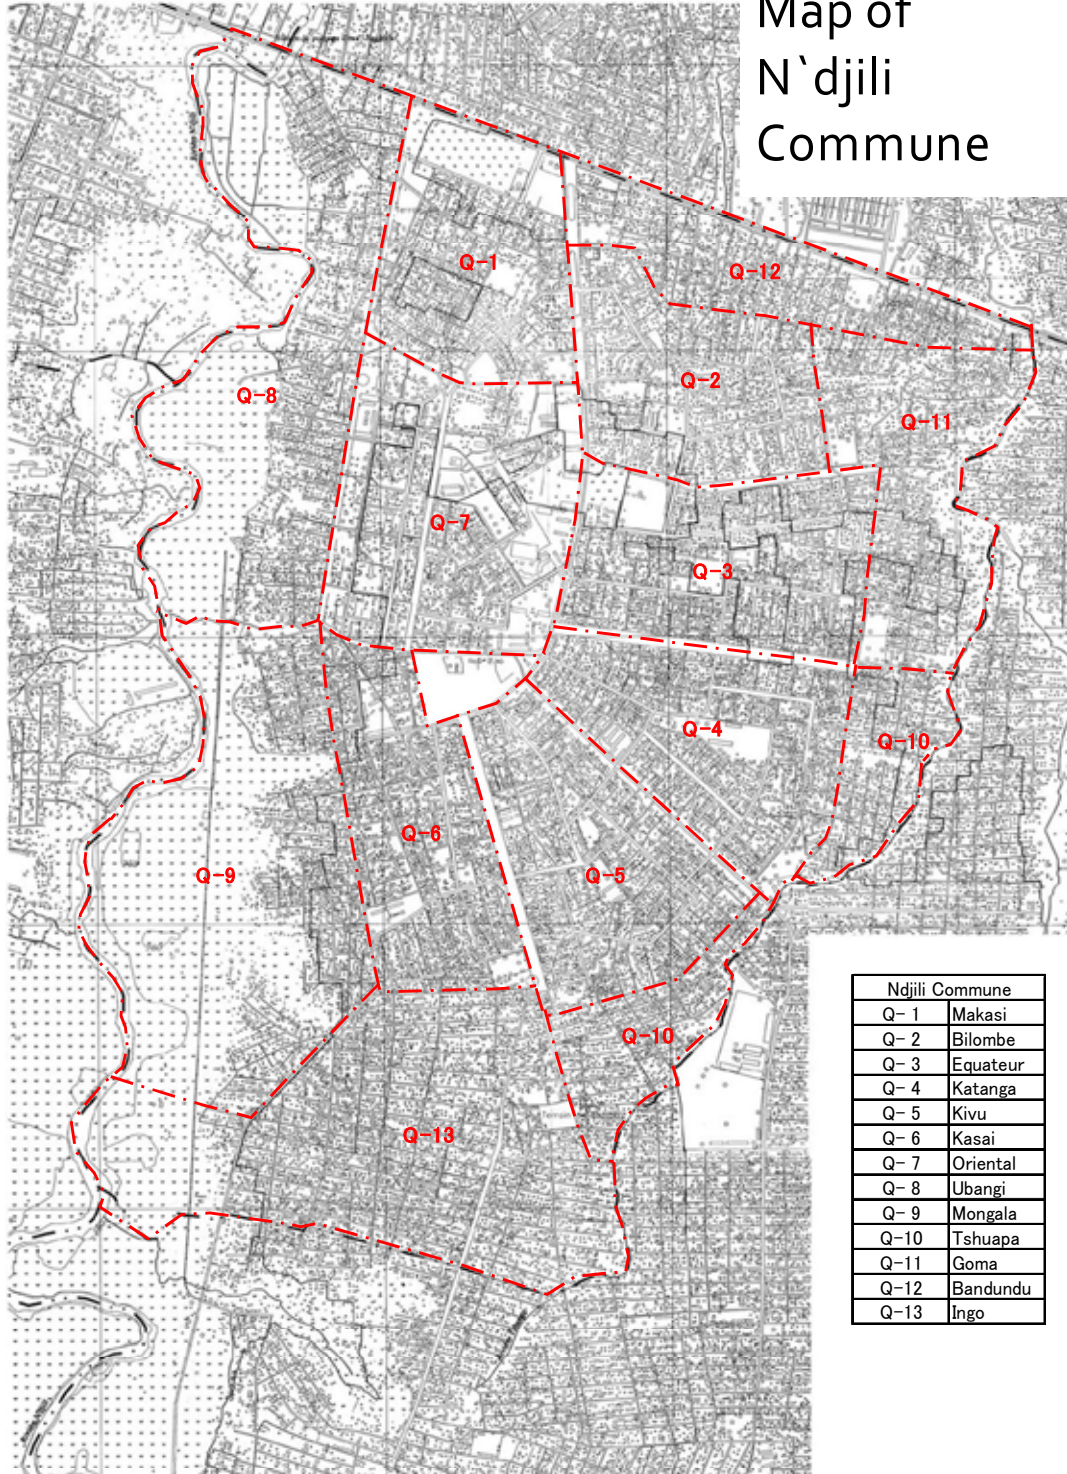 Map of
N`djili
Commune
Q-1
Q-12
Q-2
Q-8
Q-11
Q-7
Q-3
Q-4
Q-10
Q-6
Q-5
Q-9
Q-10
Q-13
Ndjili Commune
Q- 1 Makasi
Q- 2 Bilombe
Q- 3 Equateur
Q- 4 Katanga
Q- 5 Kivu
Q- 6 Kasai
Q- 7 Oriental
Q- 8 Ubangi
Q- 9 Mongala
Q-10 Tshuapa
Q-11 Goma
Q-12 Bandundu
Q-13 Ingo